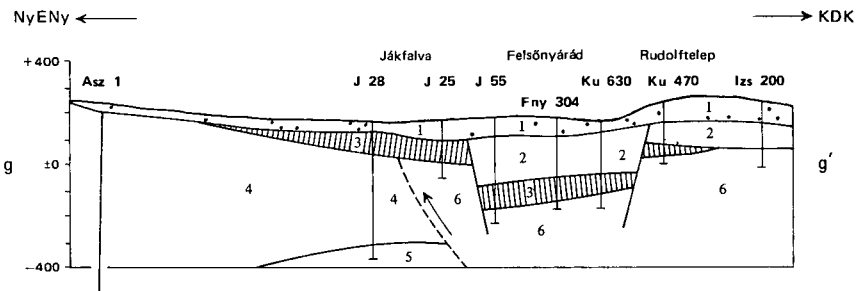 NyÉNy KDK
Jákfalva Felsőnyárád Rudolftelep
+400 Asz 1 J 28 J 25 J 55 Ku 630 Ku 470 Izs 200
Fny 304
1 1 1
3 2 2 2
g ±0 g'
3
4 4 6 6
6
5
−400